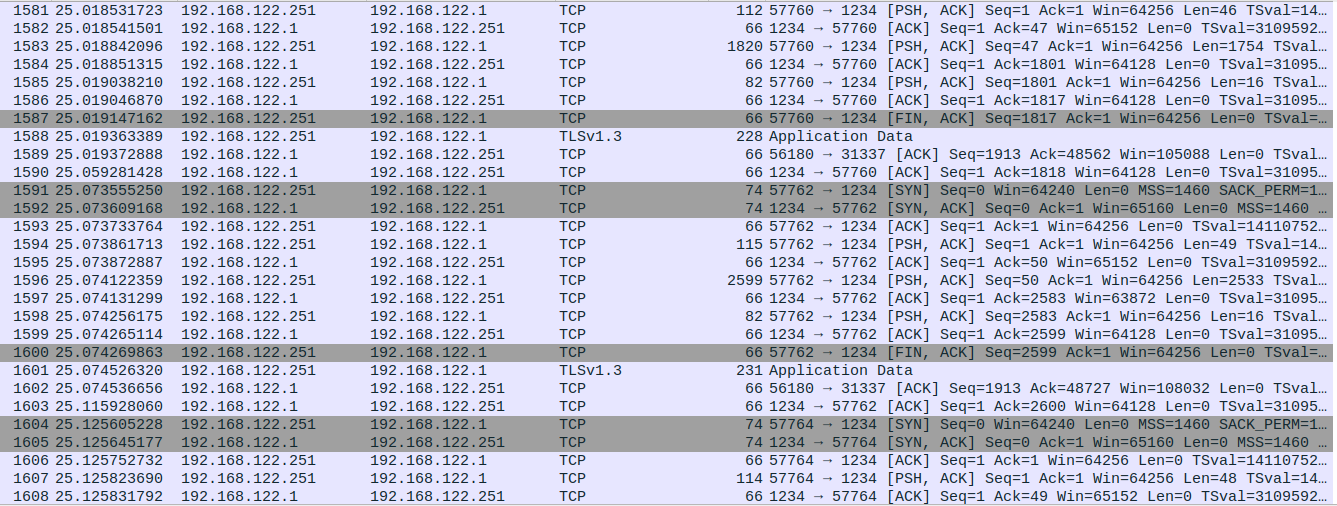 1581 25.018531723 192.168.122.251 192.168.122.1 TCP 112 57760 → 1234 [PSH, ACK] Seq=1 Ack=1 Win=64256 Len=46 TSval=14…
1582 25.018541501 192.168.122.1 192.168.122.251 TCP 66 1234 → 57760 [ACK] Seq=1 Ack=47 Win=65152 Len=0 TSval=3109592…
1583 25.018842096 192.168.122.251 192.168.122.1 TCP 1820 57760 → 1234 [PSH, ACK] Seq=47 Ack=1 Win=64256 Len=1754 TSval…
1584 25.018851315 192.168.122.1 192.168.122.251 TCP 66 1234 → 57760 [ACK] Seq=1 Ack=1801 Win=64128 Len=0 TSval=31095…
1585 25.019038210 192.168.122.251 192.168.122.1 TCP 82 57760 → 1234 [PSH, ACK] Seq=1801 Ack=1 Win=64256 Len=16 TSval…
1586 25.019046870 192.168.122.1 192.168.122.251 TCP 66 1234 → 57760 [ACK] Seq=1 Ack=1817 Win=64128 Len=0 TSval=31095…
1587 25.019147162 192.168.122.251 192.168.122.1 TCP 66 57760 → 1234 [FIN, ACK] Seq=1817 Ack=1 Win=64256 Len=0 TSval=…
1588 25.019363389 192.168.122.251 192.168.122.1 TLSv1.3 228 Application Data
1589 25.019372888 192.168.122.1 192.168.122.251 TCP 66 56180 → 31337 [ACK] Seq=1913 Ack=48562 Win=105088 Len=0 TSval…
1590 25.059281428 192.168.122.1 192.168.122.251 TCP 66 1234 → 57760 [ACK] Seq=1 Ack=1818 Win=64128 Len=0 TSval=31095…
1591 25.073555250 192.168.122.251 192.168.122.1 TCP 74 57762 → 1234 [SYN] Seq=0 Win=64240 Len=0 MSS=1460 SACK_PERM=1…
1592 25.073609168 192.168.122.1 192.168.122.251 TCP 74 1234 → 57762 [SYN, ACK] Seq=0 Ack=1 Win=65160 Len=0 MSS=1460 …
1593 25.073733764 192.168.122.251 192.168.122.1 TCP 66 57762 → 1234 [ACK] Seq=1 Ack=1 Win=64256 Len=0 TSval=14110752…
1594 25.073861713 192.168.122.251 192.168.122.1 TCP 115 57762 → 1234 [PSH, ACK] Seq=1 Ack=1 Win=64256 Len=49 TSval=14…
1595 25.073872887 192.168.122.1 192.168.122.251 TCP 66 1234 → 57762 [ACK] Seq=1 Ack=50 Win=65152 Len=0 TSval=3109592…
1596 25.074122359 192.168.122.251 192.168.122.1 TCP 2599 57762 → 1234 [PSH, ACK] Seq=50 Ack=1 Win=64256 Len=2533 TSval…
1597 25.074131299 192.168.122.1 192.168.122.251 TCP 66 1234 → 57762 [ACK] Seq=1 Ack=2583 Win=63872 Len=0 TSval=31095…
1598 25.074256175 192.168.122.251 192.168.122.1 TCP 82 57762 → 1234 [PSH, ACK] Seq=2583 Ack=1 Win=64256 Len=16 TSval…
1599 25.074265114 192.168.122.1 192.168.122.251 TCP 66 1234 → 57762 [ACK] Seq=1 Ack=2599 Win=64128 Len=0 TSval=31095…
1600 25.074269863 192.168.122.251 192.168.122.1 TCP 66 57762 → 1234 [FIN, ACK] Seq=2599 Ack=1 Win=64256 Len=0 TSval=…
1601 25.074526320 192.168.122.251 192.168.122.1 TLSv1.3 231 Application Data
1602 25.074536656 192.168.122.1 192.168.122.251 TCP 66 56180 → 31337 [ACK] Seq=1913 Ack=48727 Win=108032 Len=0 TSval…
1603 25.115928060 192.168.122.1 192.168.122.251 TCP 66 1234 → 57762 [ACK] Seq=1 Ack=2600 Win=64128 Len=0 TSval=31095…
1604 25.125605228 192.168.122.251 192.168.122.1 TCP 74 57764 → 1234 [SYN] Seq=0 Win=64240 Len=0 MSS=1460 SACK_PERM=1…
1605 25.125645177 192.168.122.1 192.168.122.251 TCP 74 1234 → 57764 [SYN, ACK] Seq=0 Ack=1 Win=65160 Len=0 MSS=1460 …
1606 25.125752732 192.168.122.251 192.168.122.1 TCP 66 57764 → 1234 [ACK] Seq=1 Ack=1 Win=64256 Len=0 TSval=14110752…
1607 25.125823690 192.168.122.251 192.168.122.1 TCP 114 57764 → 1234 [PSH, ACK] Seq=1 Ack=1 Win=64256 Len=48 TSval=14…
1608 25.125831792 192.168.122.1 192.168.122.251 TCP 66 1234 → 57764 [ACK] Seq=1 Ack=49 Win=65152 Len=0 TSval=3109592…